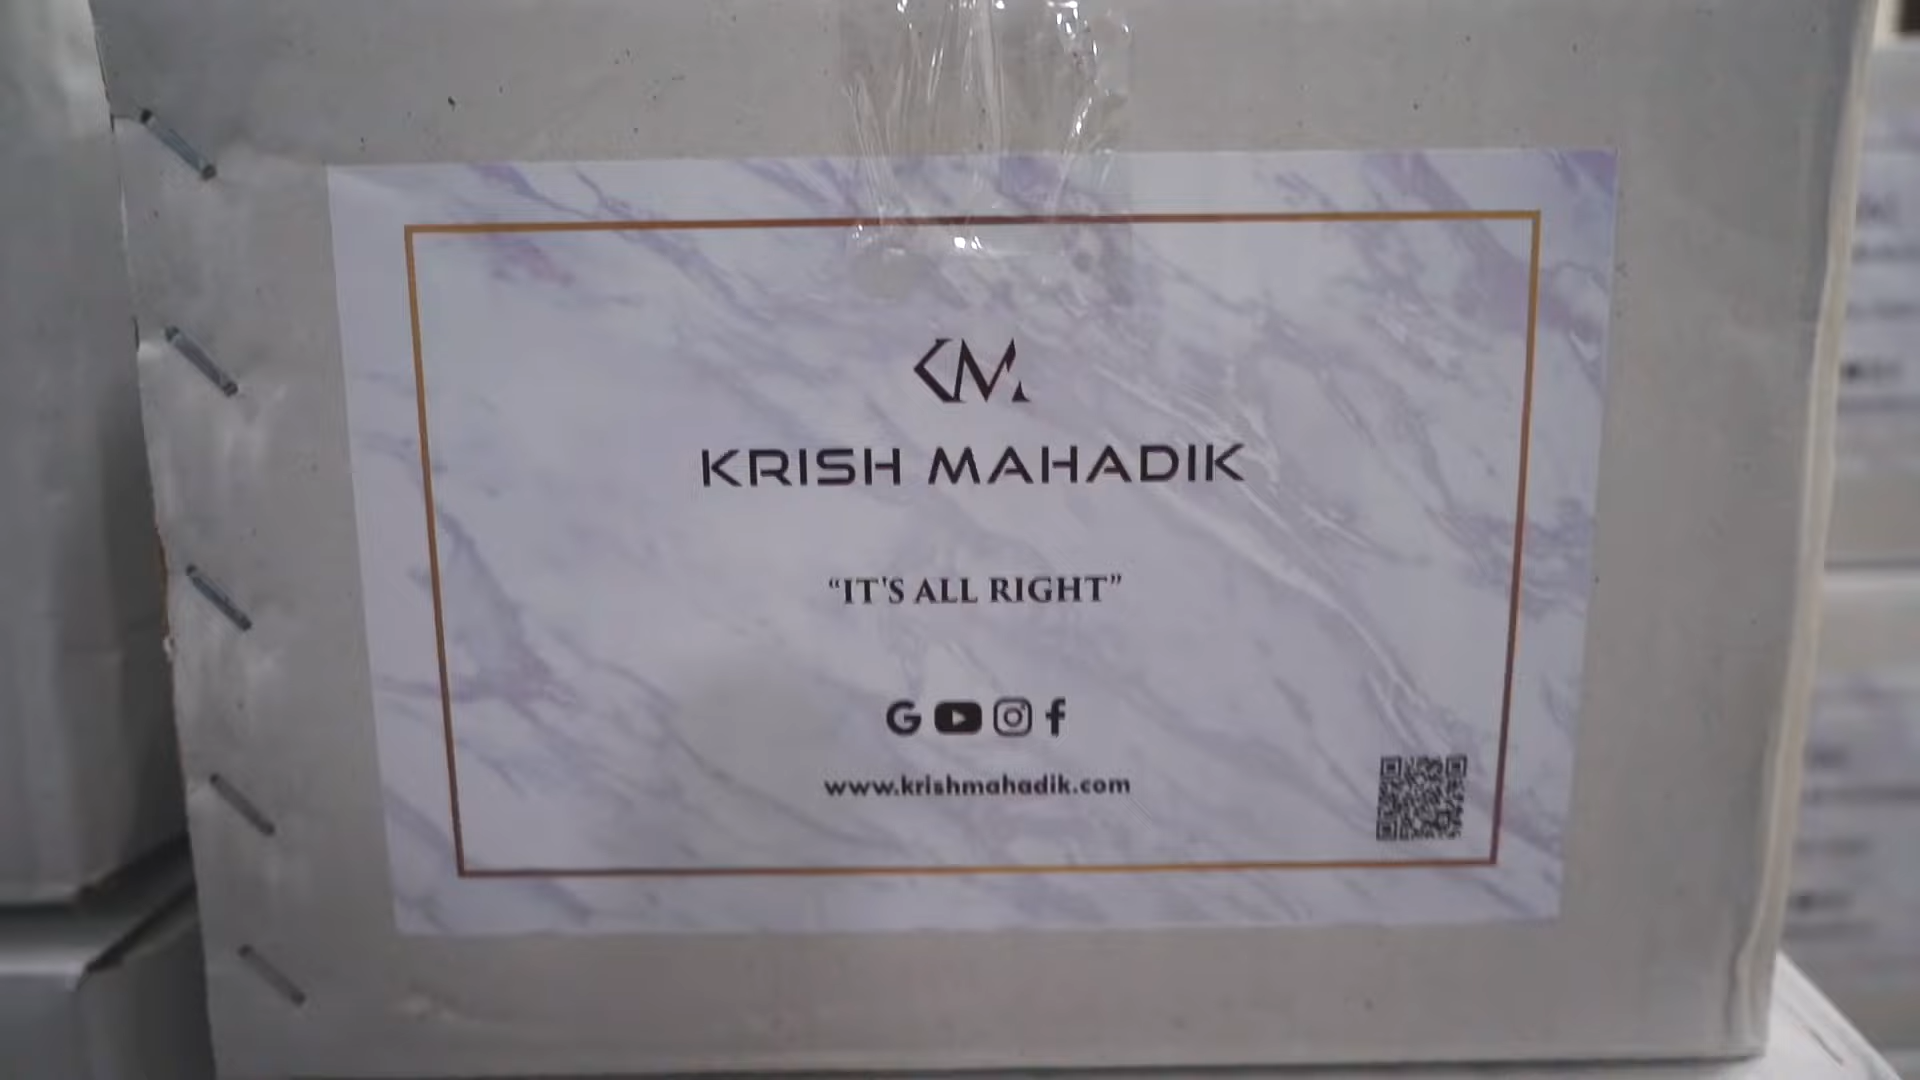 KM
KRISH MAHADIK
“IT'S ALL RIGHT”
www.krishmahadik.com